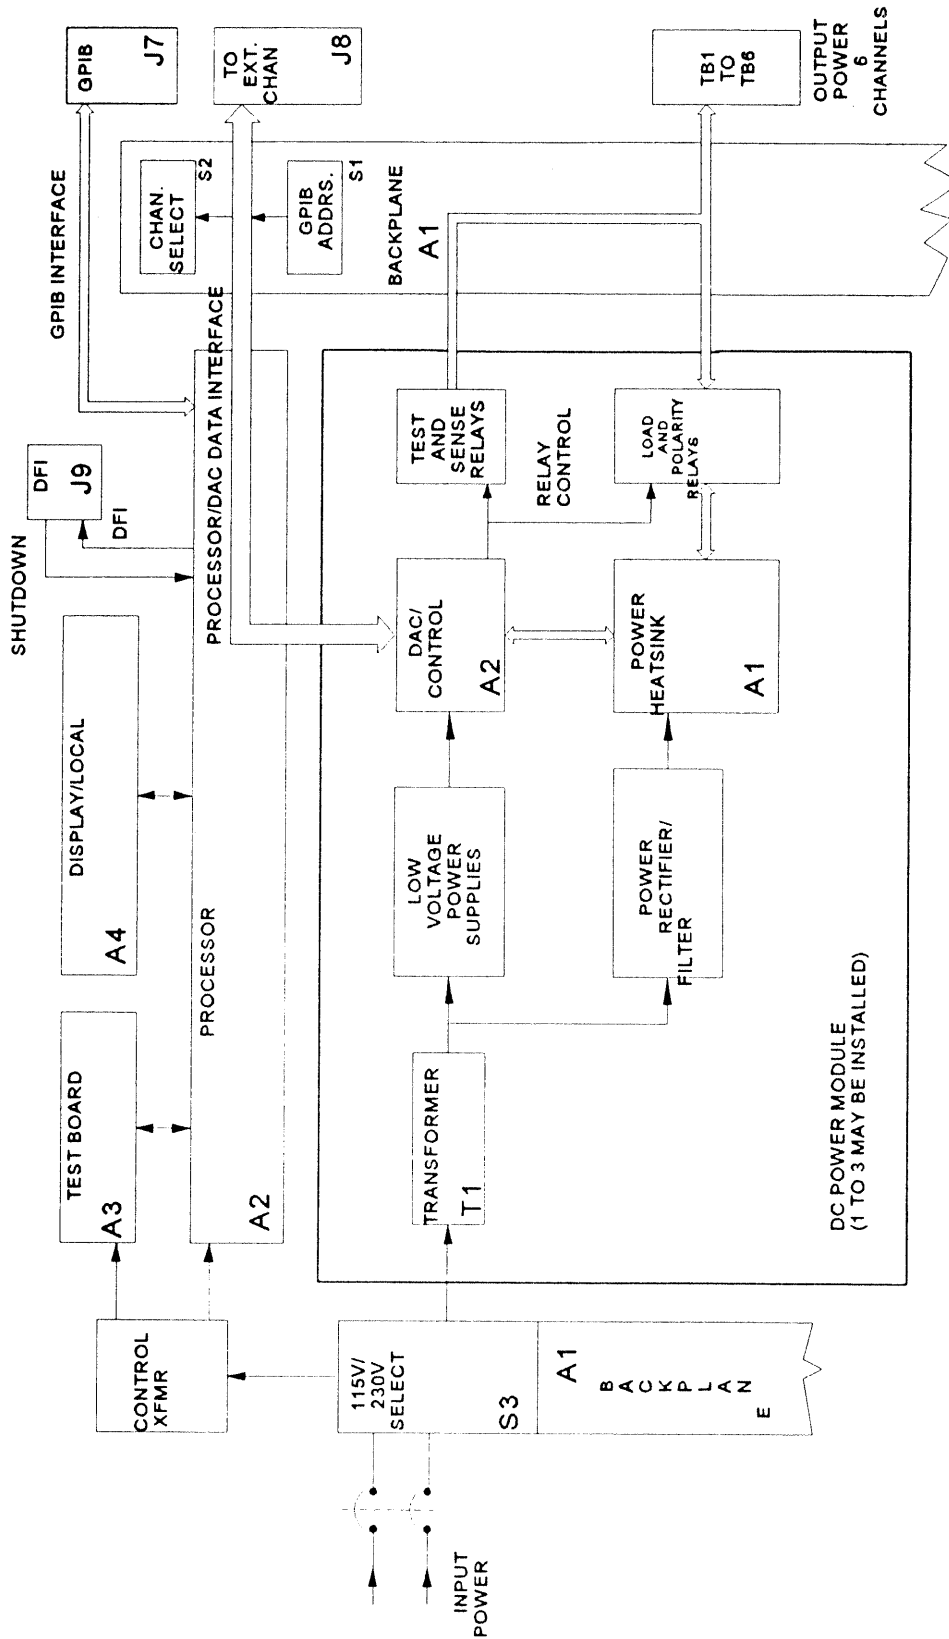 GPIB
J7
TO
EXT.
CHAN
J8
TB1
TO
TB6
OUTPUT
POWER
6
CHANNELS
GPIB INTERFACE
CHAN.
SELECT
S2
GPIB
ADDRS.
S1
BACKPLANE
A1
SHUTDOWN
DFI
J9
DFI
PROCESSOR/DAC DATA INTERFACE
TEST
AND
SENSE
RELAYS
RELAY
CONTROL
LOAD
AND
POLARITY
RELAYS
DISPLAY/LOCAL
A4
PROCESSOR
A2
DAC/
CONTROL
A2
POWER
HEATSINK
A1
LOW
VOLTAGE
POWER
SUPPLIES
POWER
RECTIFIER/
FILTER
TEST BOARD
A3
TRANSFORMER
T1
DC POWER MODULE
(1 TO 3 MAY BE INSTALLED)
CONTROL
XFMR
115V/
230V
SELECT
S3
A1
B
A
C
K
P
L
A
N
E
INPUT
POWER